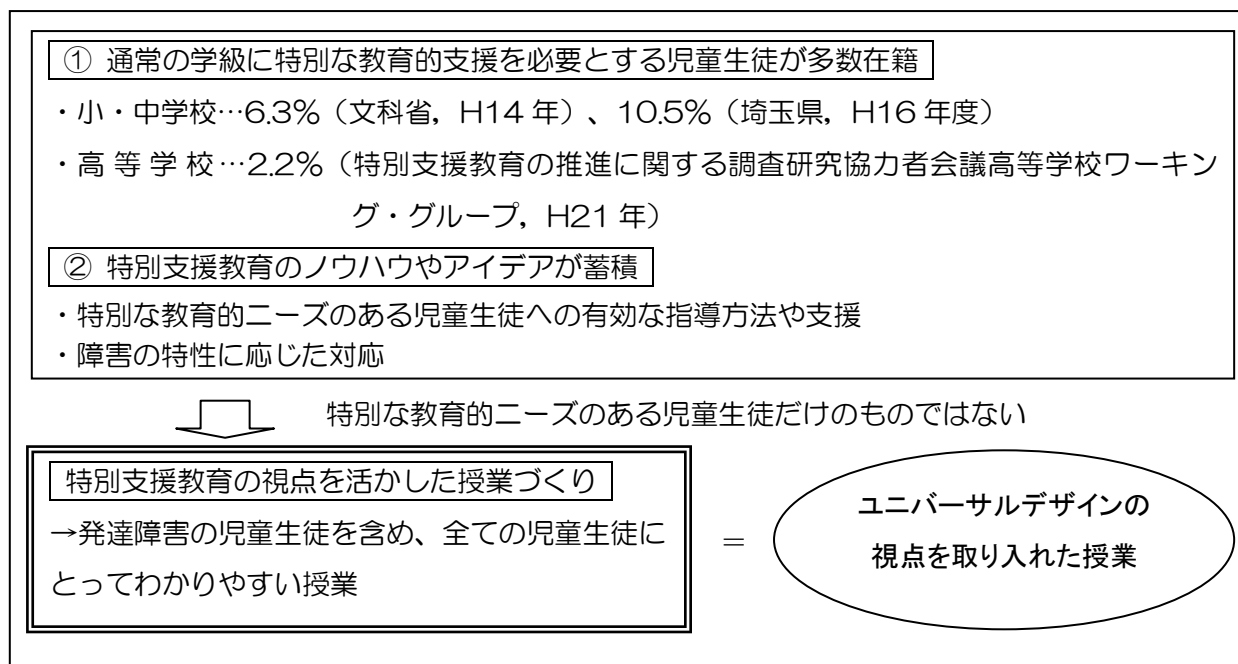 ① 通常の学級に特別な教育的支援を必要とする児童生徒が多数在籍
・小・中学校…6.3%（文科省，H14年）、10.5%（埼玉県，H16年度）
・高 等 学 校…2.2%（特別支援教育の推進に関する調査研究協力者会議高等学校ワーキン
グ・グループ，H21年）
② 特別支援教育のノウハウやアイデアが蓄積
・特別な教育的ニーズのある児童生徒への有効な指導方法や支援
・障害の特性に応じた対応
特別な教育的ニーズのある児童生徒だけのものではない
特別支援教育の視点を活かした授業づくり
→発達障害の児童生徒を含め、全ての児童生徒に
とってわかりやすい授業
＝
ユニバーサルデザインの
視点を取り入れた授業